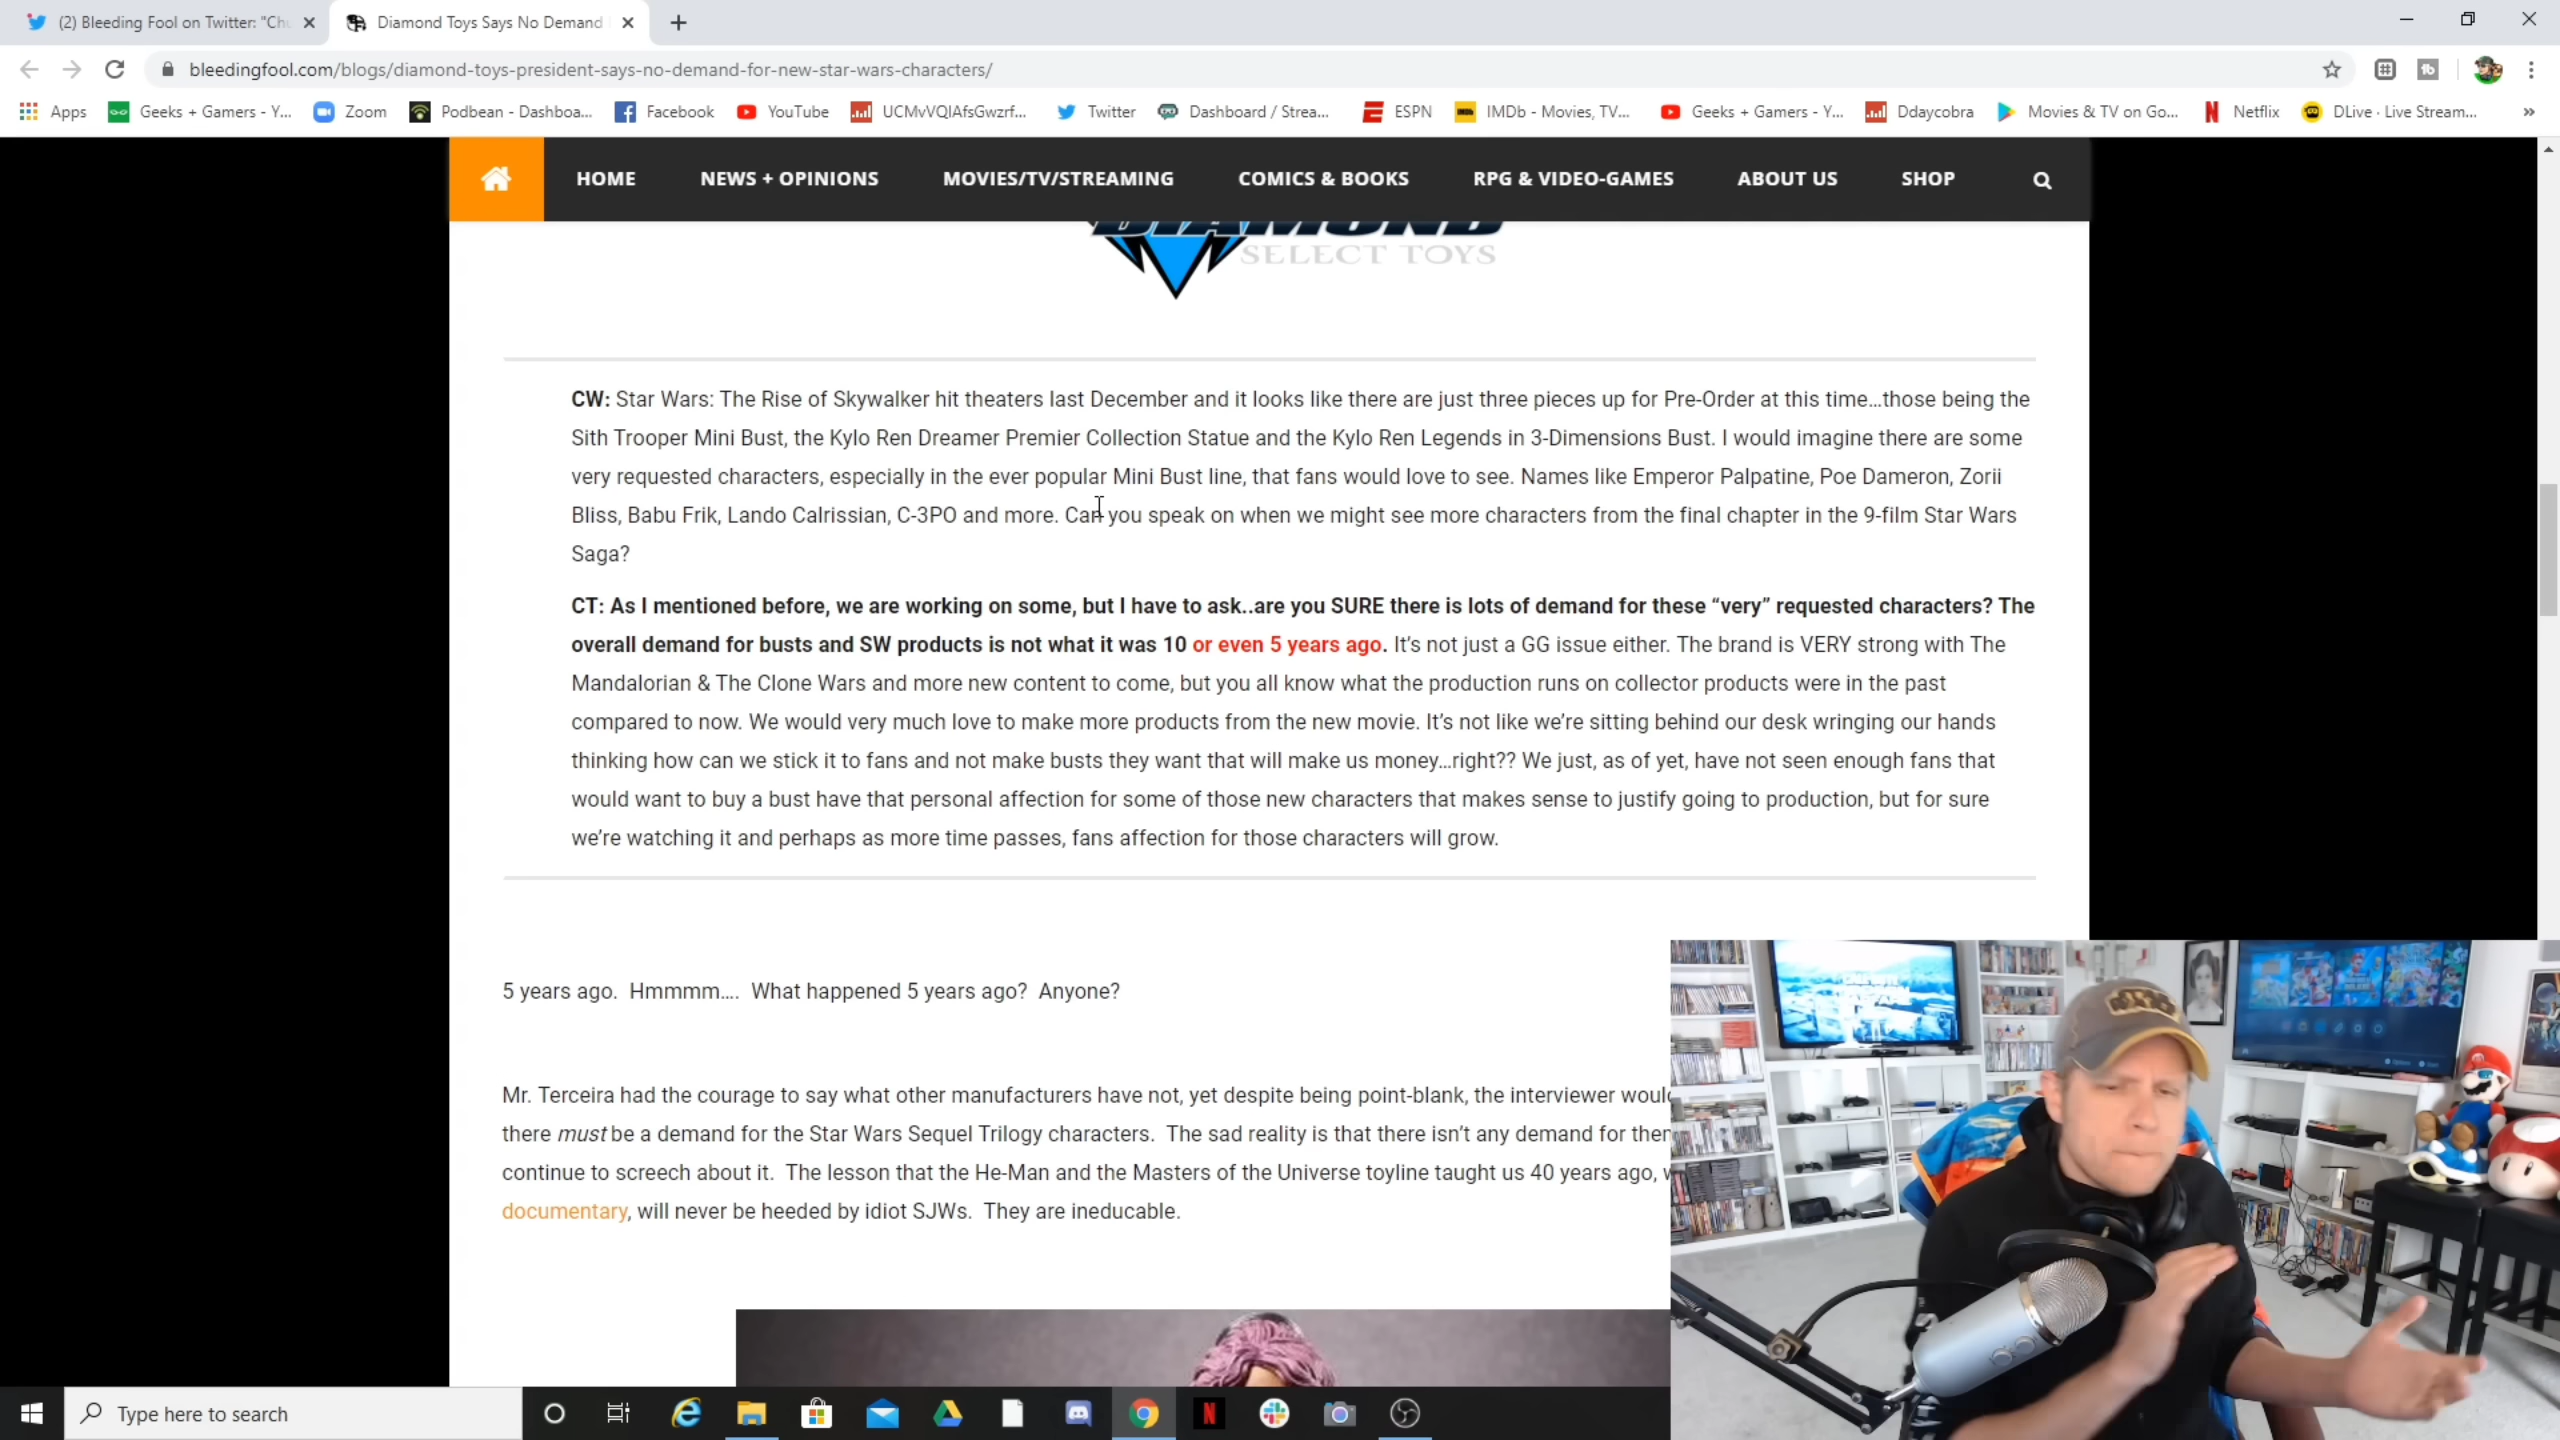 (2) Bleeding Fool on Twitter: "Chu
Diamond Toys Says No Demand
bleedingfool.com/blogs/diamond-toys-president-says-no-demand-for-new-star-wars-characters/
Apps Geeks + Gamers - Y... Zoom Podbean - Dashboa... Facebook YouTube UCMvVQIAfsGwzrf... Twitter Dashboard / Strea... ESPN IMDb - Movies, TV... Geeks + Gamers - Y... Ddaycobra Movies & TV on Go... Netflix DLive · Live Stream... »
HOME NEWS + OPINIONS MOVIES/TV/STREAMING COMICS & BOOKS RPG & VIDEO-GAMES ABOUT US SHOP
DIAMOND
SELECT TOYS
CW: Star Wars: The Rise of Skywalker hit theaters last December and it looks like there are just three pieces up for Pre-Order at this time…those being the
Sith Trooper Mini Bust, the Kylo Ren Dreamer Premier Collection Statue and the Kylo Ren Legends in 3-Dimensions Bust. I would imagine there are some
very requested characters, especially in the ever popular Mini Bust line, that fans would love to see. Names like Emperor Palpatine, Poe Dameron, Zorii
Bliss, Babu Frik, Lando Calrissian, C-3PO and more. Can you speak on when we might see more characters from the final chapter in the 9-film Star Wars
Saga?
CT: As I mentioned before, we are working on some, but I have to ask..are you SURE there is lots of demand for these “very” requested characters? The
overall demand for busts and SW products is not what it was 10 or even 5 years ago. It’s not just a GG issue either. The brand is VERY strong with The
Mandalorian & The Clone Wars and more new content to come, but you all know what the production runs on collector products were in the past
compared to now. We would very much love to make more products from the new movie. It’s not like we’re sitting behind our desk wringing our hands
thinking how can we stick it to fans and not make busts they want that will make us money…right?? We just, as of yet, have not seen enough fans that
would want to buy a bust have that personal affection for some of those new characters that makes sense to justify going to production, but for sure
we’re watching it and perhaps as more time passes, fans affection for those characters will grow.
5 years ago. Hmmmm…. What happened 5 years ago? Anyone?
Mr. Terceira had the courage to say what other manufacturers have not, yet despite being point-blank, the interviewer would
there must be a demand for the Star Wars Sequel Trilogy characters. The sad reality is that there isn’t any demand for them
continue to screech about it. The lesson that the He-Man and the Masters of the Universe toyline taught us 40 years ago, w
documentary, will never be heeded by idiot SJWs. They are ineducable.
Type here to search